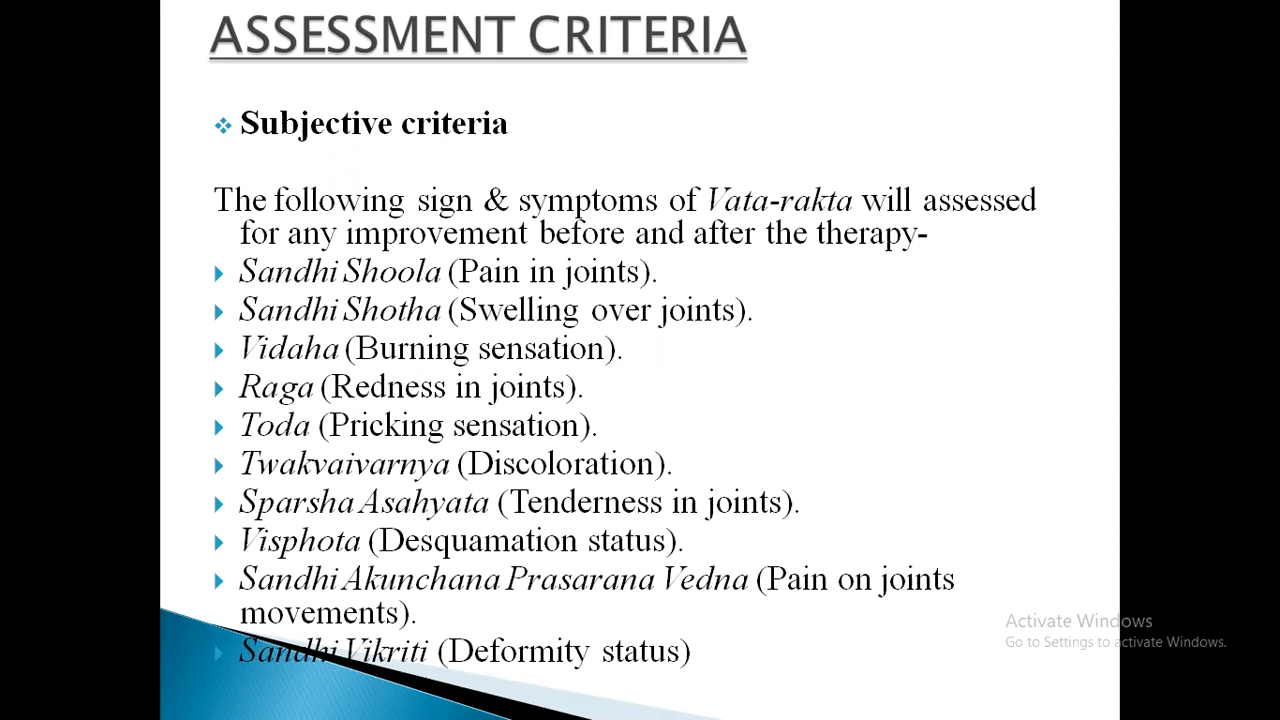 ASSESSMENT CRITERIA
Subjective criteria
The following sign & symptoms of Vata-rakta will assessed
for any improvement before and after the therapy-
Sandhi Shoola (Pain in joints).
Sandhi Shotha (Swelling over joints).
Vidaha (Burning sensation).
Raga (Redness in joints).
Toda (Pricking sensation).
Twakvaivarnya (Discoloration).
Sparsha Asahyata (Tenderness in joints).
Visphota (Desquamation status).
Sandhi Akunchana Prasarana Vedna (Pain on joints
movements).
Sandhi Vikriti (Deformity status)
Activate Windows
Go to Settings to activate Windows.